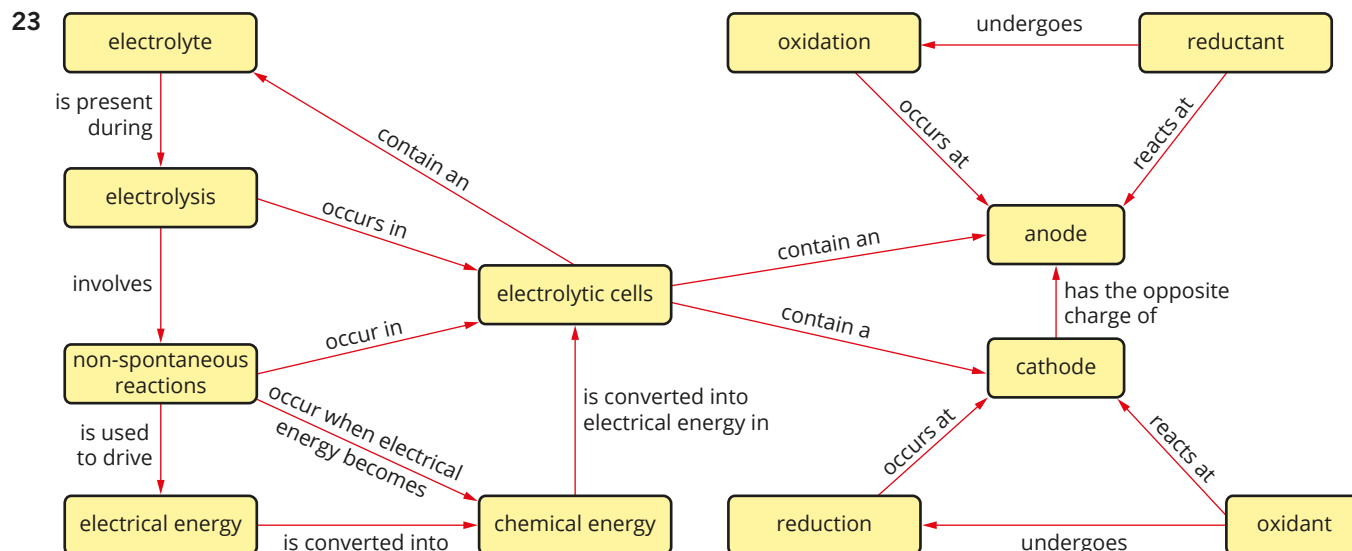 23
electrolyte
oxidation
undergoes
reductant
is present
during
contain an
occurs at
reacts at
electrolysis
occurs in
anode
contain an
involves
electrolytic cells
has the opposite
charge of
contain a
occur in
non-spontaneous
reactions
cathode
is converted into
electrical energy in
occur when electrical
energy becomes
is used
to drive
occurs at
reacts at
electrical energy
is converted into
chemical energy
reduction
undergoes
oxidant